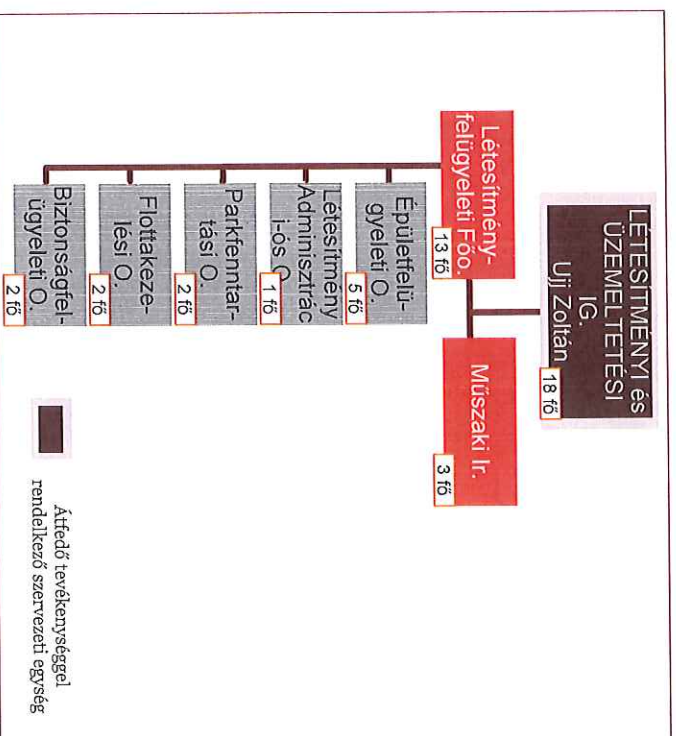 LÉTESÍTMÉNYI és
ÜZEMELTETÉSI
IG.
Ujj Zoltán
18 fő
Létesítmény-
felügyeleti Főo.
13 fő
Műszaki Ir.
3 fő
Épületfelü-
gyeleti O.
5 fő
Létesítmény
Adminisztrác
i-ós O.
1 fő
Parkfenntar-
tási O.
2 fő
Flottakeze-
lési O.
2 fő
Biztonságfel-
ügyeleti O.
2 fő
Átfedő tevékenységgel
rendelkező szervezeti egység